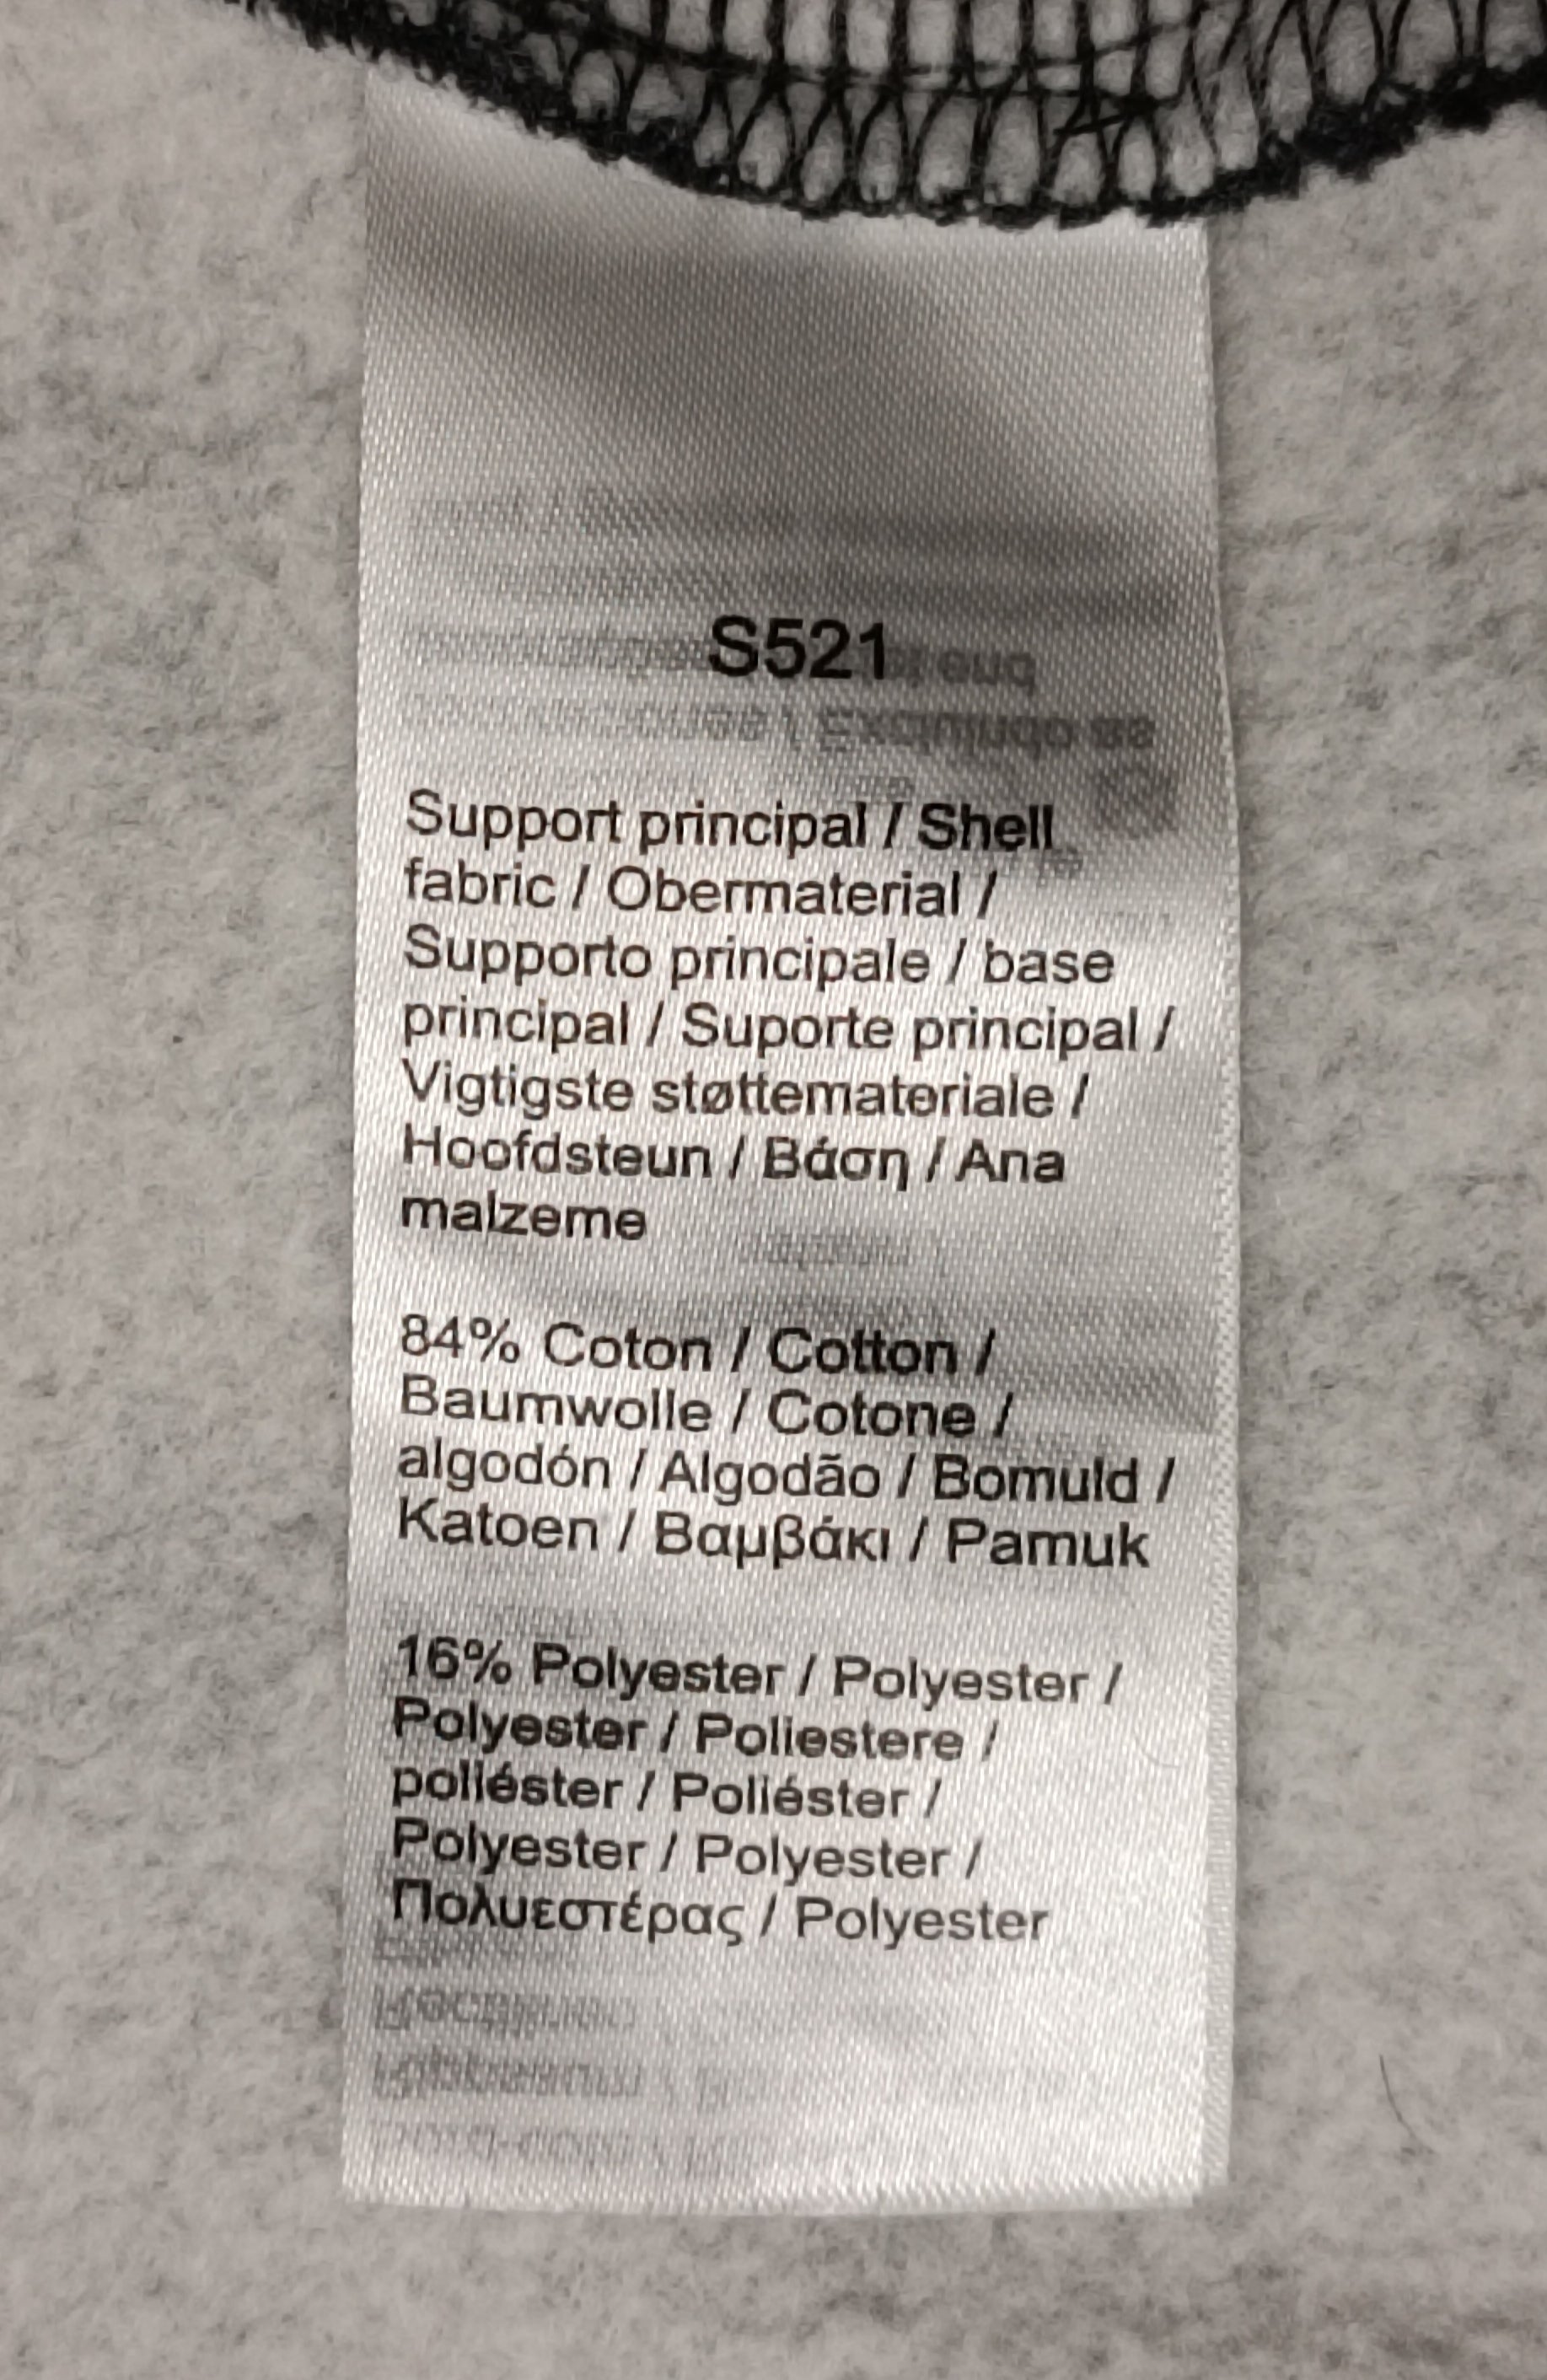 S521
Support principal / Shell
fabric / Obermaterial /
Supporto principale / base
principal / Suporte principal /
Vigtigste støttemateriale /
Hoofdsteun / Βάση / Ana
malzeme
84% Coton / Cotton /
Baumwolle / Cotone /
algodón / Algodão / Bomuld /
Katoen / Βαμβάκι / Pamuk
16% Polyester / Polyester /
Polyester / Poliestere /
poliéster / Poliéster /
Polyester / Polyester /
Πολυεστέρας / Polyester